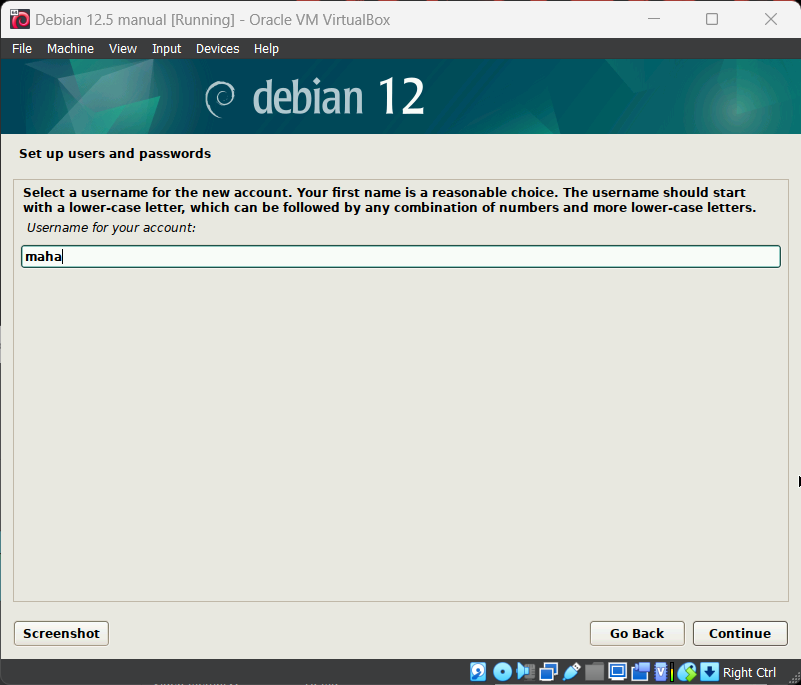 Debian 12.5 manual [Running] - Oracle VM VirtualBox
File Machine View Input Devices Help
debian 12
Set up users and passwords
Select a username for the new account. Your first name is a reasonable choice. The username should start
with a lower-case letter, which can be followed by any combination of numbers and more lower-case letters.
Username for your account:
maha
Screenshot Go Back Continue
Right Ctrl